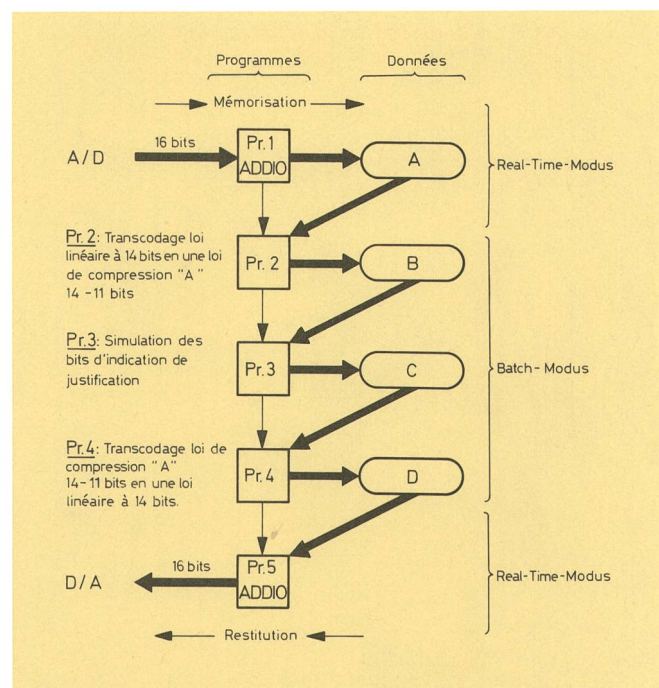 Programmes
Données
Mémorisation
A/D
16 bits
Pr.1
ADDIO
A
Real-Time-Modus
Pr. 2: Transcodage loi
linéaire à 14 bits en une loi
de compression "A"
14 -11 bits
Pr. 2
B
Pr.3: Simulation des
bits d'indication de
justification
Pr.3
C
Batch- Modus
Pr.4: Transcodage loi de
compression "A"
14-11 bits en une loi
linéaire à 14 bits.
Pr.4
D
D/A
16 bits
Pr.5
ADDIO
Real-Time-Modus
Restitution